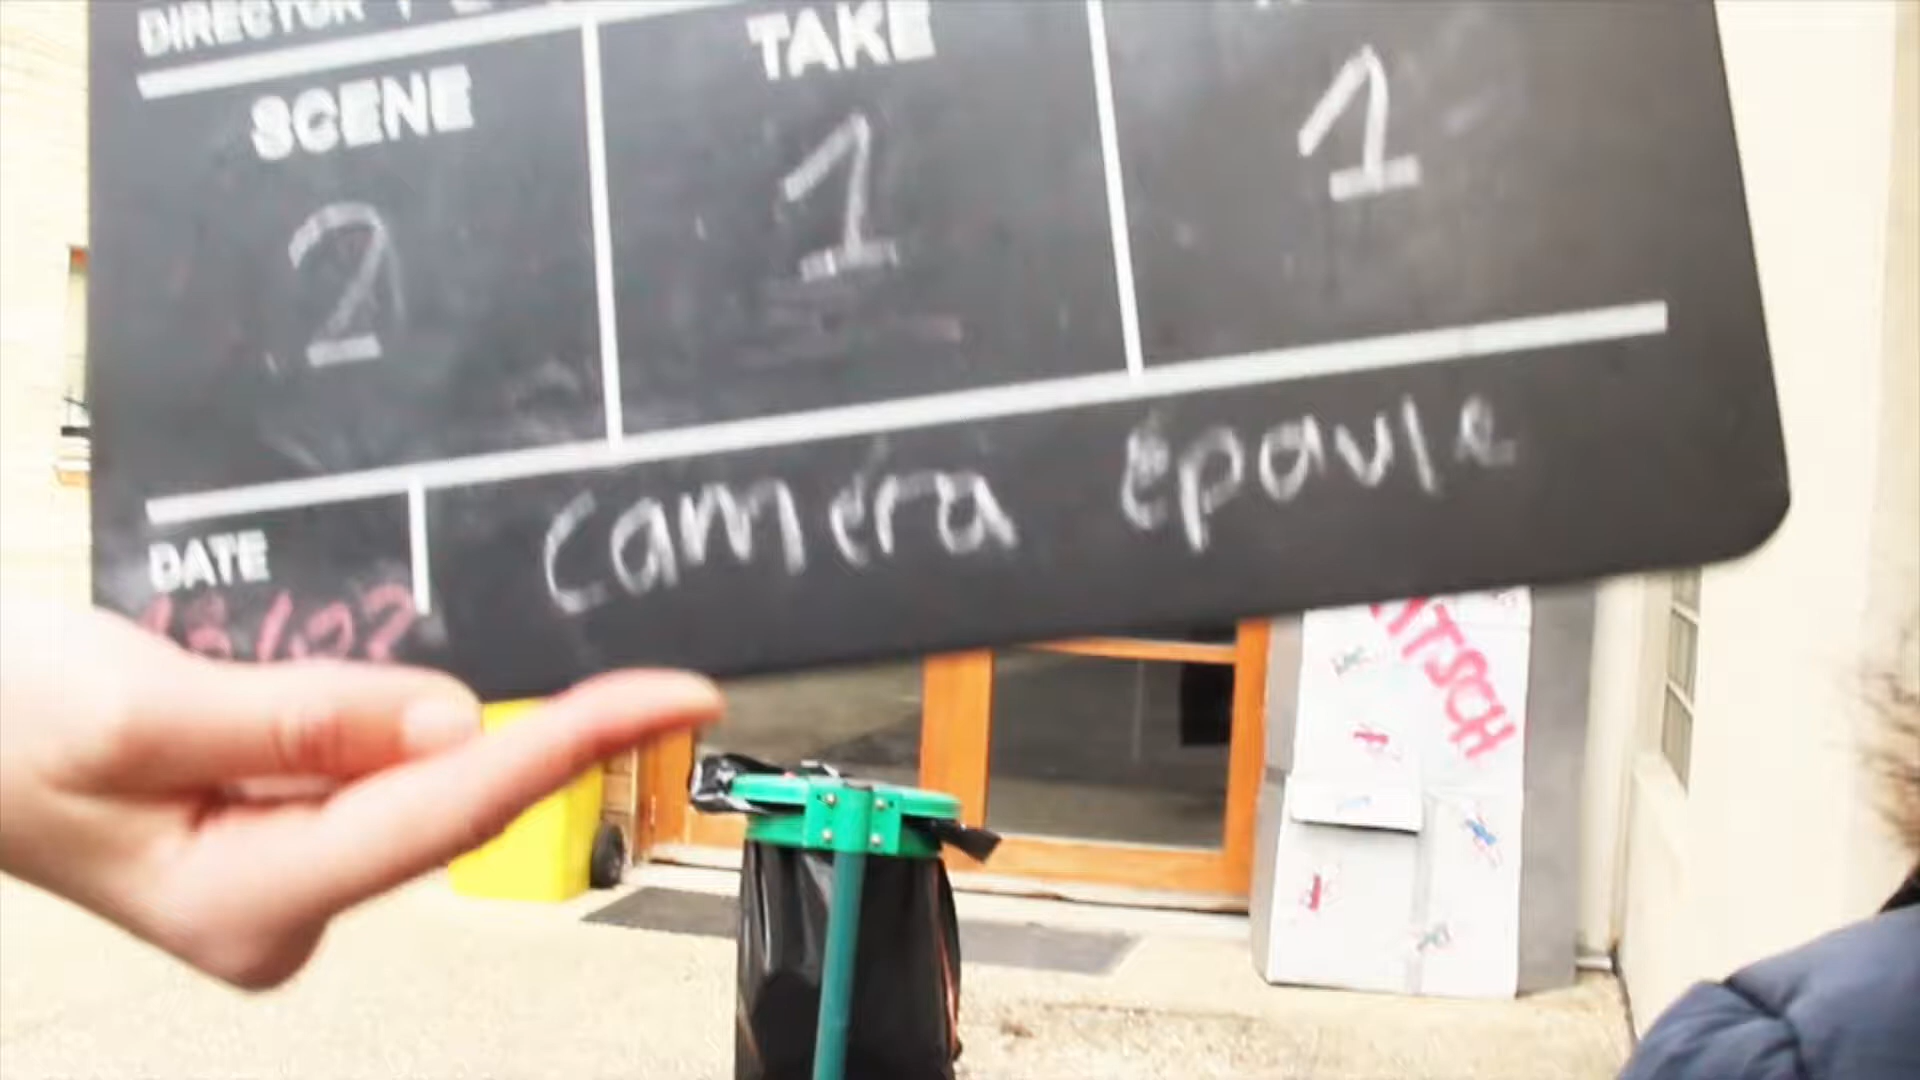 DIRECTOR
SCENE
TAKE
2
1
1
DATE
caméra épaule